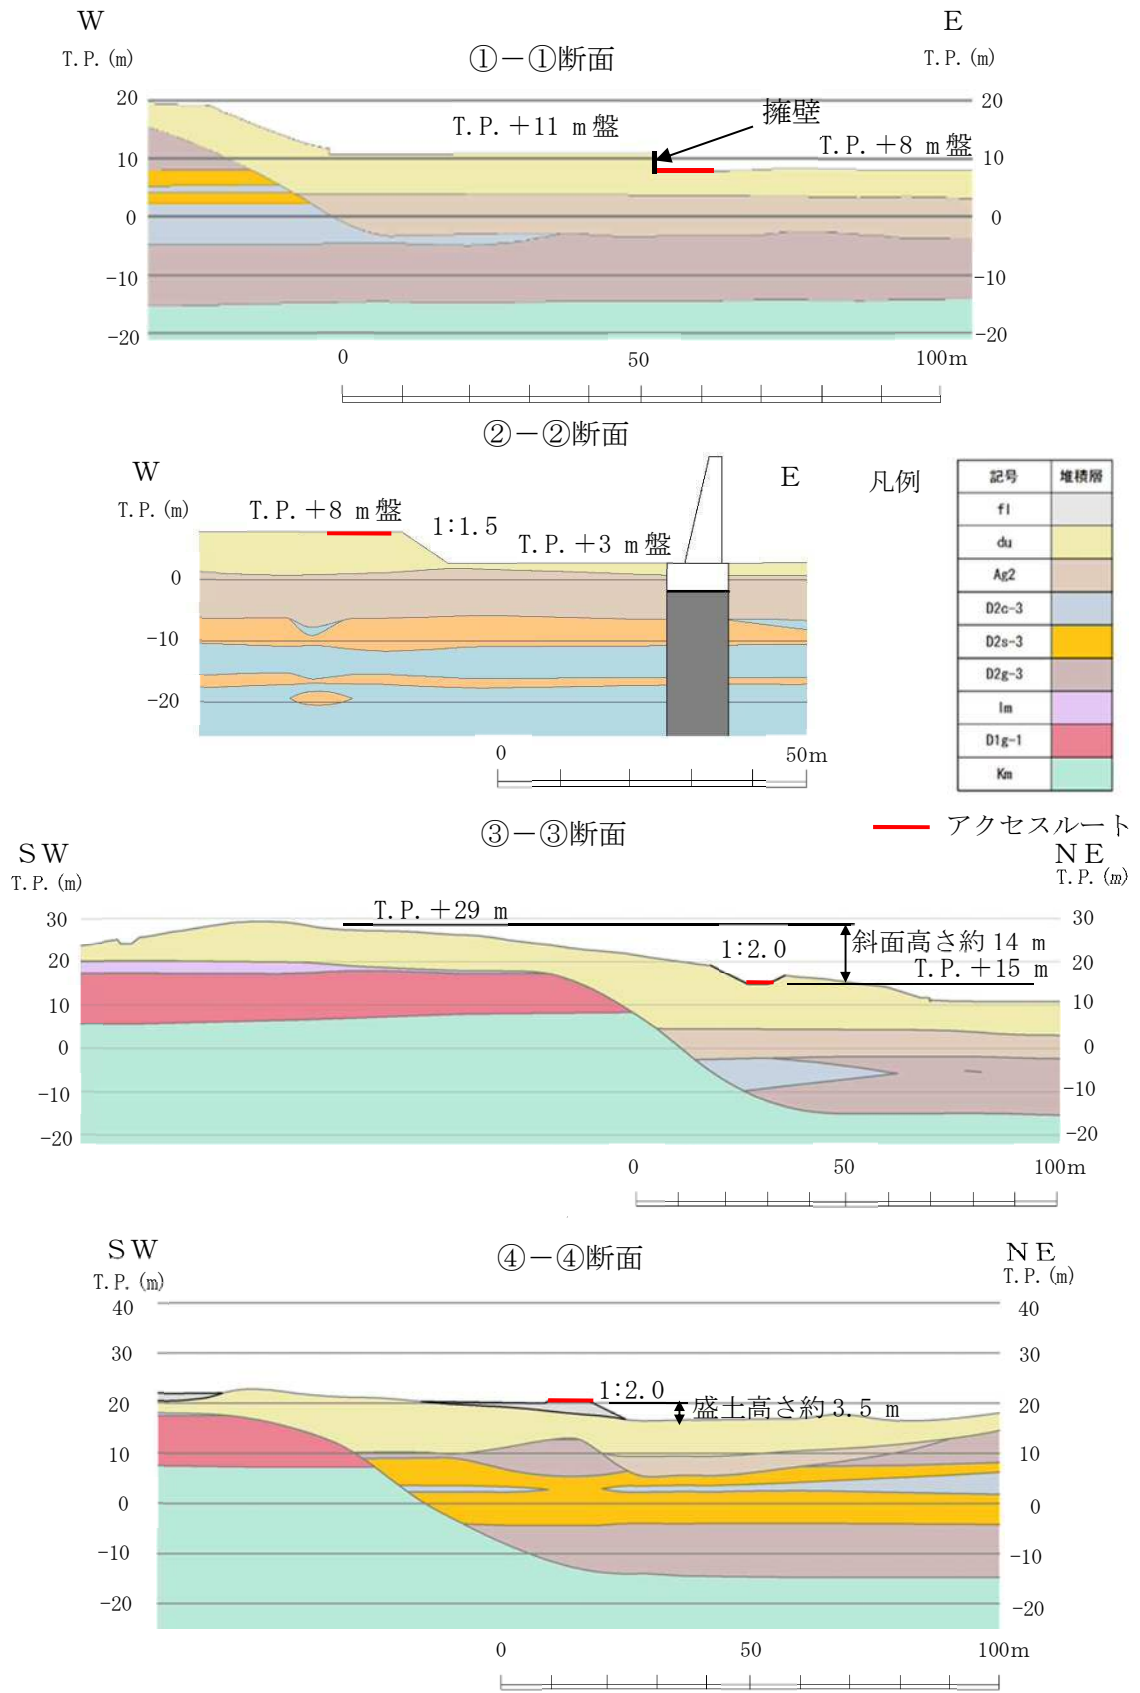 W
E
T.P.(m)
①－①断面
T.P.(m)
20
20
T.P.+11 m盤
擁壁
T.P.+8 m盤
10
10
0
0
-10
-10
-20
-20
0
50
100m
②－②断面
W
E
凡例
T.P.(m)
T.P.+8 m盤
1:1.5
T.P.+3 m盤
0
-10
-20
0
50m
記号
堆積層
fl
du
Ag2
D2c-3
D2s-3
D2g-3
lm
D1g-1
Km
アクセスルート
③－③断面
SW
NE
T.P.(m)
T.P.(m)
30
30
T.P.+29 m
1:2.0
斜面高さ約14 m
T.P.+15 m
20
20
10
10
0
0
-10
-10
-20
-20
0
50
100m
SW
④－④断面
NE
T.P.(m)
T.P.(m)
40
40
30
30
20
20
1:2.0
盛土高さ約3.5 m
10
10
0
0
-10
-10
-20
-20
0
50
100m